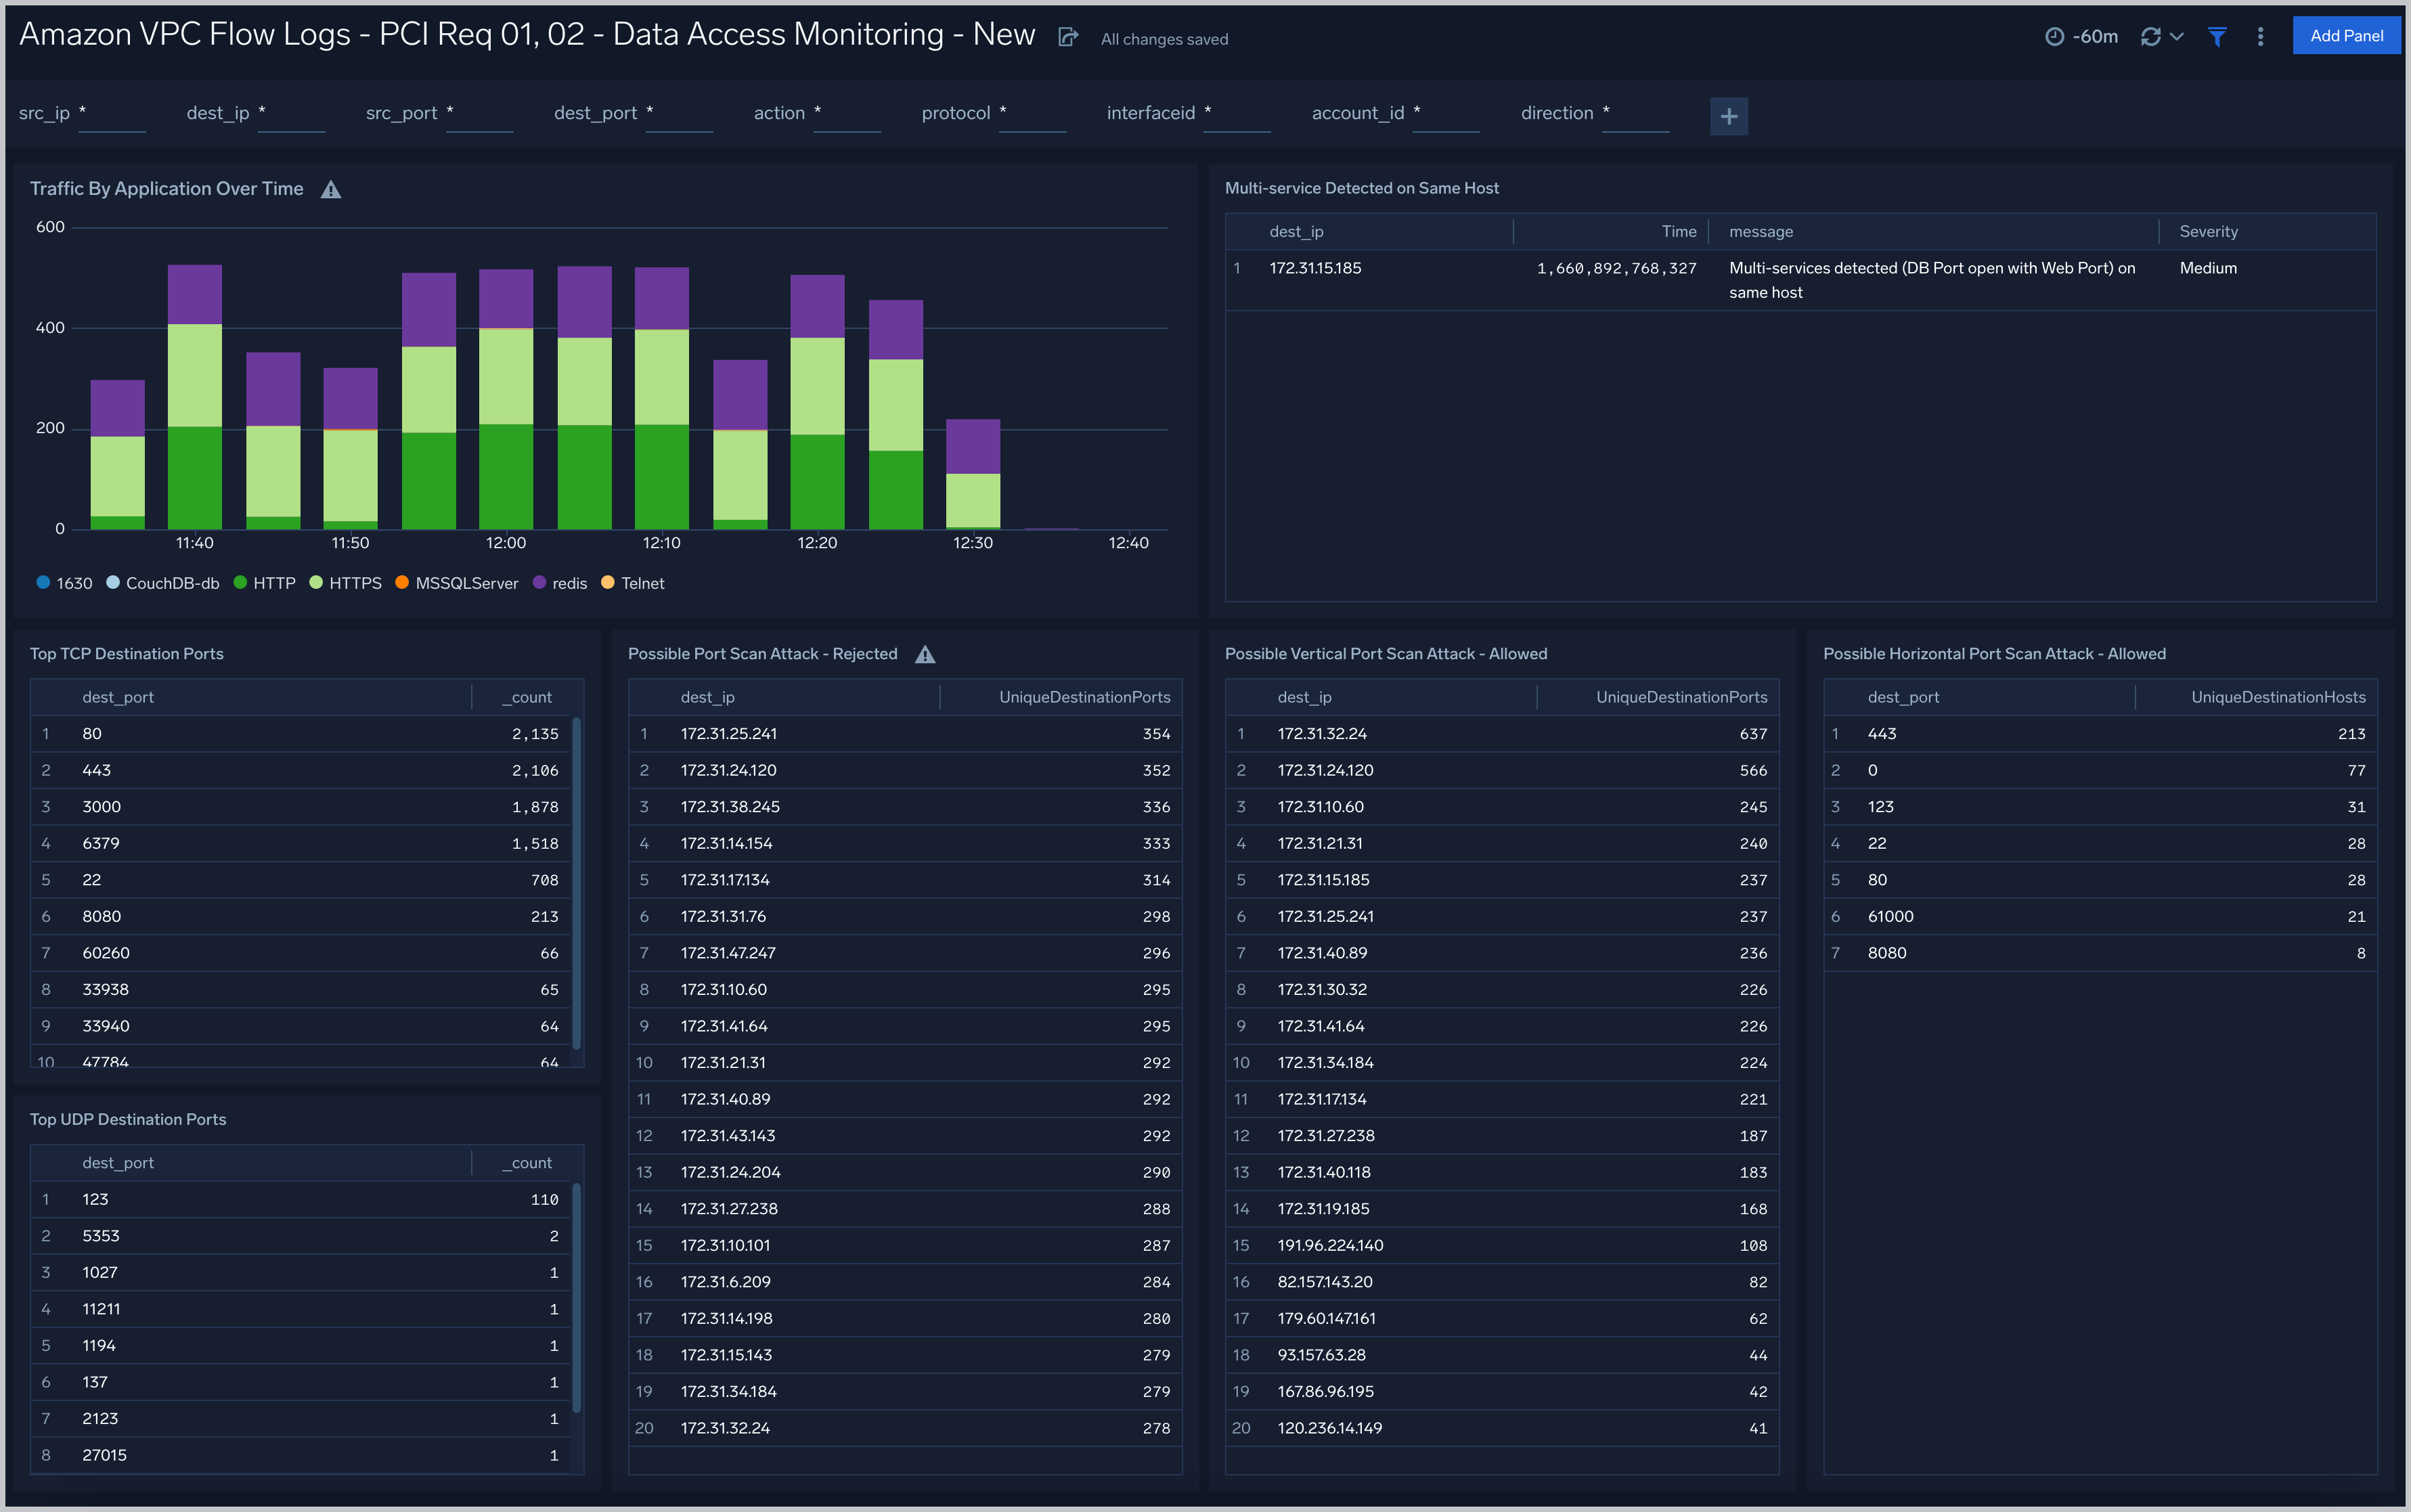 Amazon VPC Flow Logs - PCI Req 01, 02 - Data Access Monitoring - New All changes saved -60m Add Panel
src_ip * dest_ip * src_port * dest_port * action * protocol * interfaceid * account_id * direction * +
Traffic By Application Over Time
600
400
200
0
11:40 11:50 12:00 12:10 12:20 12:30 12:40
1630 CouchDB-db HTTP HTTPS MSSQLServer redis Telnet
Multi-service Detected on Same Host
dest_ip Time message Severity
1 172.31.15.185 1,660,892,768,327 Multi-services detected (DB Port open with Web Port) on Medium
same host
Top TCP Destination Ports
dest_port _count
1 80 2,135
2 443 2,106
3 3000 1,878
4 6379 1,518
5 22 708
6 8080 213
7 60260 66
8 33938 65
9 33940 64
10 47784 64
Top UDP Destination Ports
dest_port _count
1 123 110
2 5353 2
3 1027 1
4 11211 1
5 1194 1
6 137 1
7 2123 1
8 27015 1
Possible Port Scan Attack - Rejected
dest_ip UniqueDestinationPorts
1 172.31.25.241 354
2 172.31.24.120 352
3 172.31.38.245 336
4 172.31.14.154 333
5 172.31.17.134 314
6 172.31.31.76 298
7 172.31.47.247 296
8 172.31.10.60 295
9 172.31.41.64 295
10 172.31.21.31 292
11 172.31.40.89 292
12 172.31.43.143 292
13 172.31.24.204 290
14 172.31.27.238 288
15 172.31.10.101 287
16 172.31.6.209 284
17 172.31.14.198 280
18 172.31.15.143 279
19 172.31.34.184 279
20 172.31.32.24 278
Possible Vertical Port Scan Attack - Allowed
dest_ip UniqueDestinationPorts
1 172.31.32.24 637
2 172.31.24.120 566
3 172.31.10.60 245
4 172.31.21.31 240
5 172.31.15.185 237
6 172.31.25.241 237
7 172.31.40.89 236
8 172.31.30.32 226
9 172.31.41.64 226
10 172.31.34.184 224
11 172.31.17.134 221
12 172.31.27.238 187
13 172.31.40.118 183
14 172.31.19.185 168
15 191.96.224.140 108
16 82.157.143.20 82
17 179.60.147.161 62
18 93.157.63.28 44
19 167.86.96.195 42
20 120.236.14.149 41
Possible Horizontal Port Scan Attack - Allowed
dest_port UniqueDestinationHosts
1 443 213
2 0 77
3 123 31
4 22 28
5 80 28
6 61000 21
7 8080 8